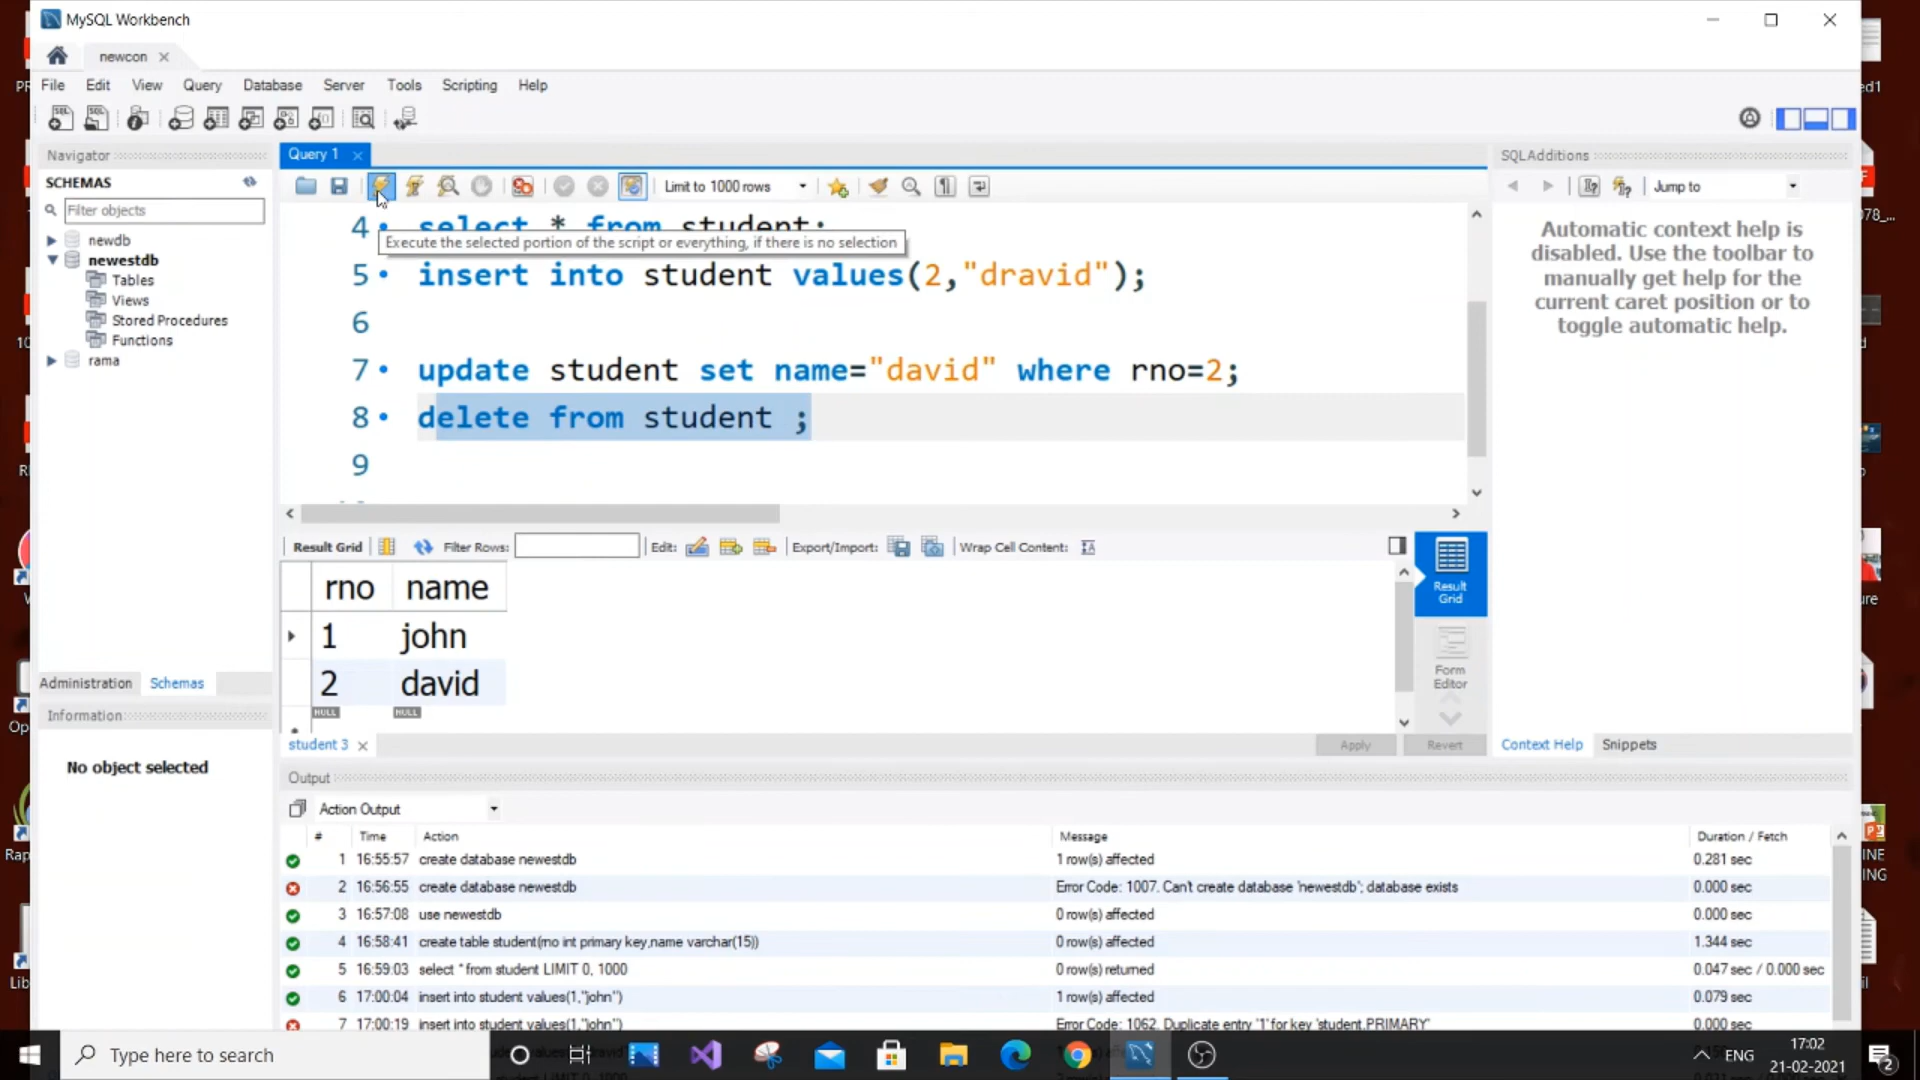 MySQL Workbench
newcon
File Edit View Query Database Server Tools Scripting Help
Navigator
SCHEMAS
Filter objects
newdb
newestdb
Tables
Views
Stored Procedures
Functions
rama
Administration Schemas
Information
No object selected
Query 1
Limit to 1000 rows
4 select * from student;
Execute the selected portion of the script or everything, if there is no selection
5 insert into student values(2,"dravid");
6
7 update student set name="david" where rno=2;
8 delete from student ;
9
Result Grid Filter Rows: Edit: Export/Import: Wrap Cell Content:
rno name
1 john
2 david
NULL NULL
Result Grid
Form Editor
student 3 Apply Revert
SQLAdditions
Jump to
Automatic context help is
disabled. Use the toolbar to
manually get help for the
current caret position or to
toggle automatic help.
Context Help Snippets
Output
Action Output
# Time Action Message Duration / Fetch
1 16:55:57 create database newestdb 1 row(s) affected 0.281 sec
2 16:56:55 create database newestdb Error Code: 1007. Can't create database 'newestdb'; database exists 0.000 sec
3 16:57:08 use newestdb 0 row(s) affected 0.000 sec
4 16:58:41 create table student(rno int primary key,name varchar(15)) 0 row(s) affected 1.344 sec
5 16:59:03 select * from student LIMIT 0, 1000 0 row(s) returned 0.047 sec / 0.000 sec
6 17:00:04 insert into student values(1,"john") 1 row(s) affected 0.079 sec
7 17:00:19 insert into student values(1,"john") Error Code: 1062. Duplicate entry '1' for key 'student.PRIMARY' 0.000 sec
Type here to search
ENG
17:02
21-02-2021
2